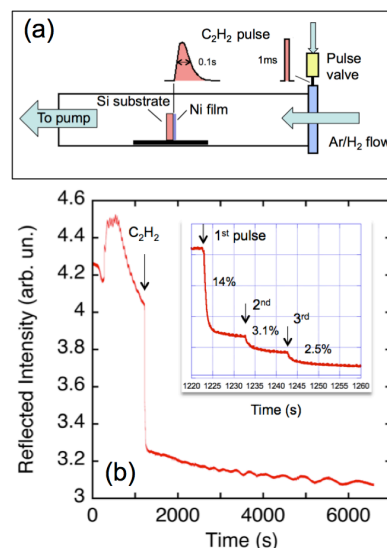 (a)
C2H2 pulse
0.1s
1ms
Pulse
valve
Si substrate
Ni film
To pump
Ar/H2 flow
4.6
4.4
4.2
4
3.8
3.6
3.4
3.2
3
Reflected Intensity (arb. un.)
C2H2
1st pulse
14%
2nd
3.1%
3rd
2.5%
1220 1225 1230 1235 1240 1245 1250 1255 1260
Time (s)
(b)
0 2000 4000 6000
Time (s)